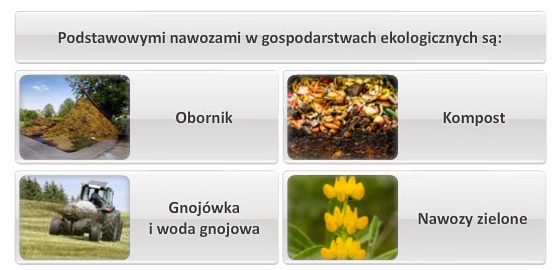 Podstawowymi nawozami w gospodarstwach ekologicznych są:
Obornik
Kompost
Gnojówka
i woda gnojowa
Nawozy zielone